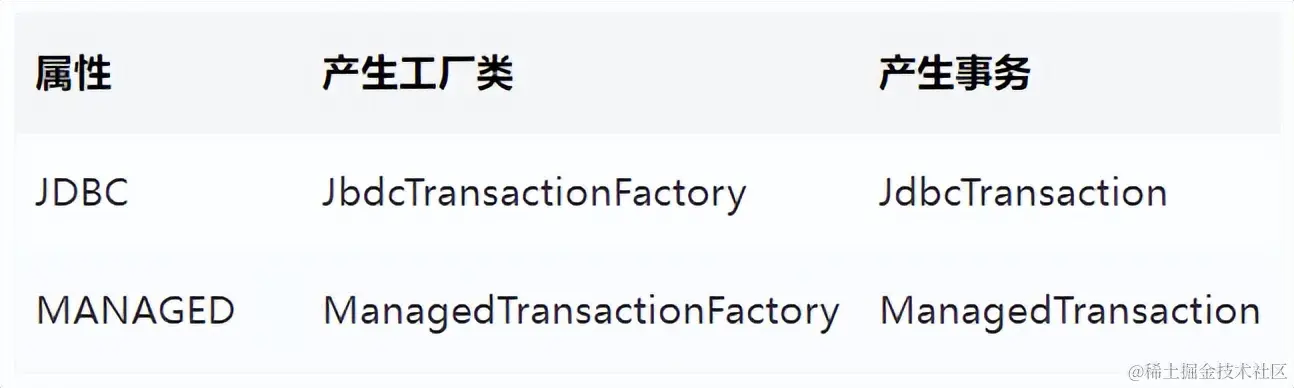 属性 产生工厂类 产生事务
JDBC JbdcTransactionFactory JdbcTransaction
MANAGED ManagedTransactionFactory ManagedTransaction
@稀土掘金技术社区